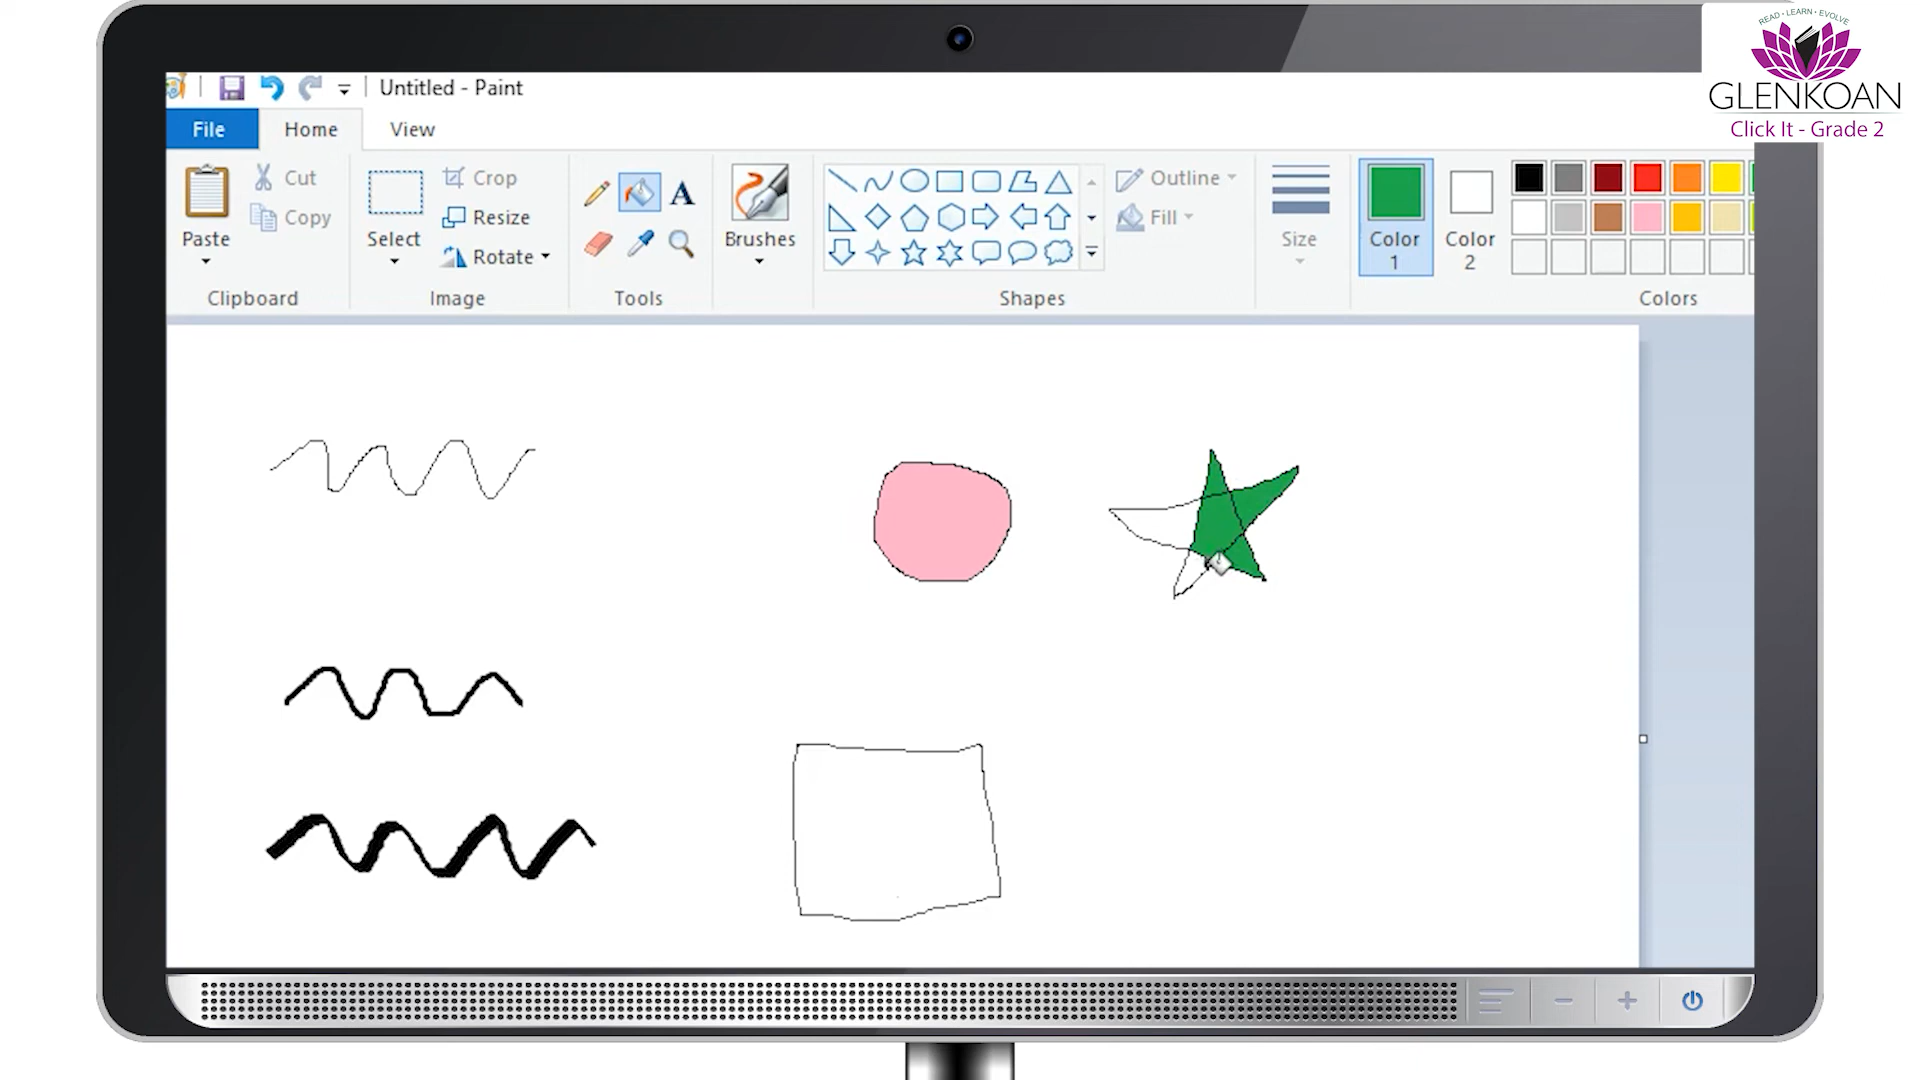 READ • LEARN • EVOLVE
GLENKOAN
Click It - Grade 2
Untitled - Paint
File Home View
Paste
Cut
Copy
Clipboard
Select
Crop
Resize
Rotate
Image
A
Tools
Brushes
Shapes
Outline
Fill
Size
Color
1
Color
2
Colors